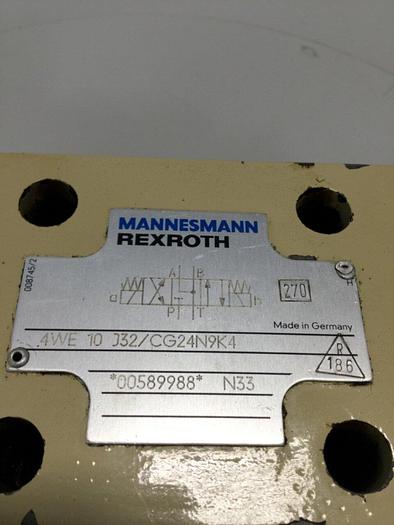 MANNESMANN
REXROTH
008745/2
A B
a b
P T
270
H
Made in Germany
4WE 10 J32/CG24N9K4
R
186
*00589988* N33